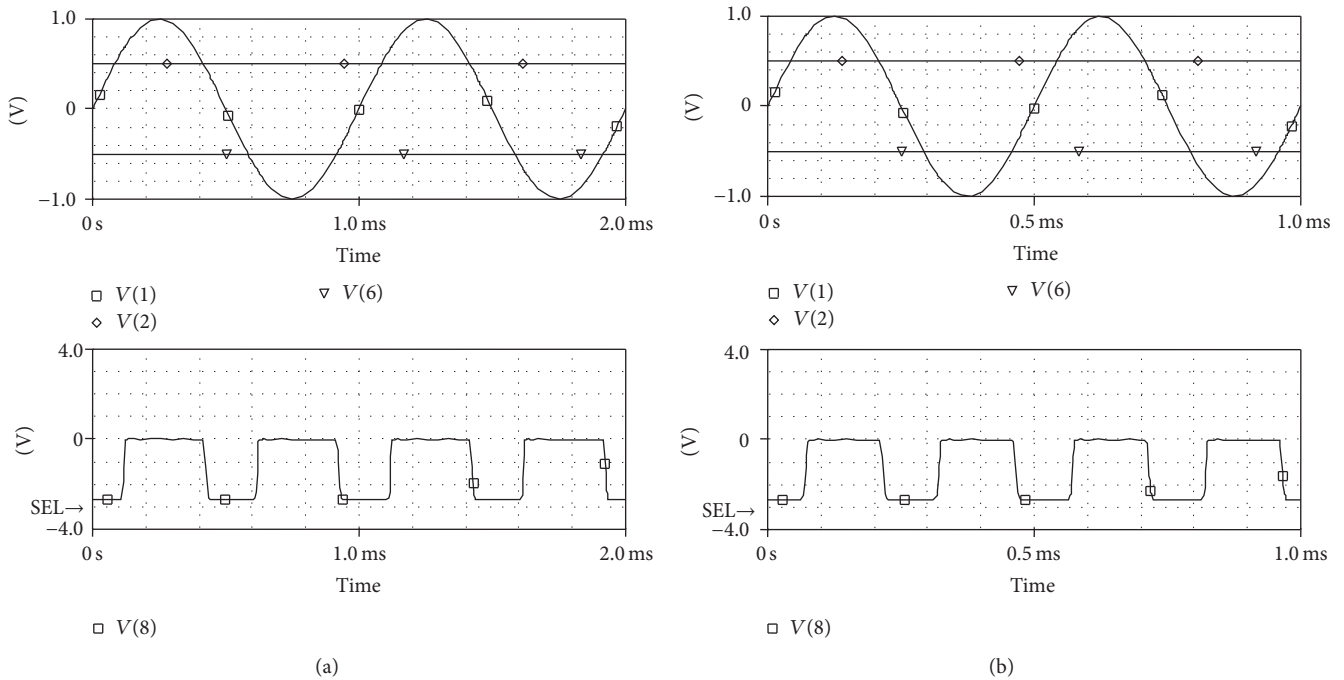 1.0
(V)
0
−1.0
0 s
1.0 ms
2.0 ms
Time
V(1)
V(6)
V(2)
4.0
(V)
0
SEL→
−4.0
0 s
1.0 ms
2.0 ms
Time
V(8)
(a)
1.0
(V)
0
−1.0
0 s
0.5 ms
1.0 ms
Time
V(1)
V(6)
V(2)
4.0
(V)
0
SEL→
−4.0
0 s
0.5 ms
1.0 ms
Time
V(8)
(b)